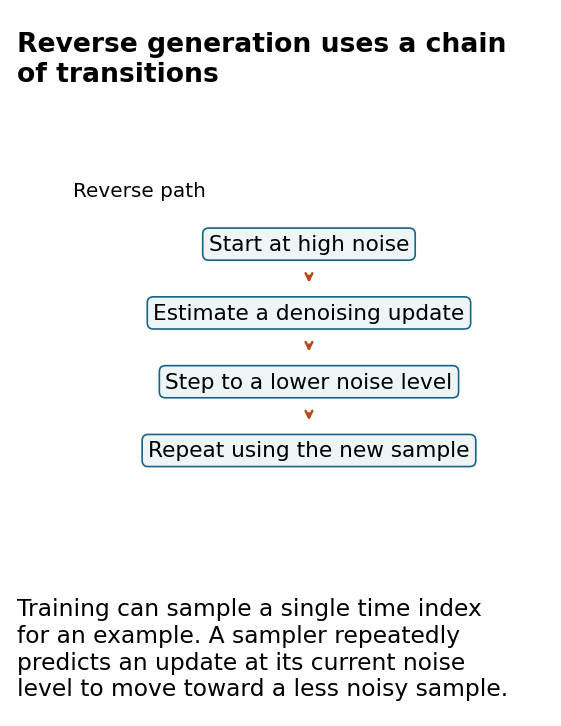 Reverse generation uses a chain
of transitions
Reverse path
Start at high noise
Estimate a denoising update
Step to a lower noise level
Repeat using the new sample
Training can sample a single time index
for an example. A sampler repeatedly
predicts an update at its current noise
level to move toward a less noisy sample.